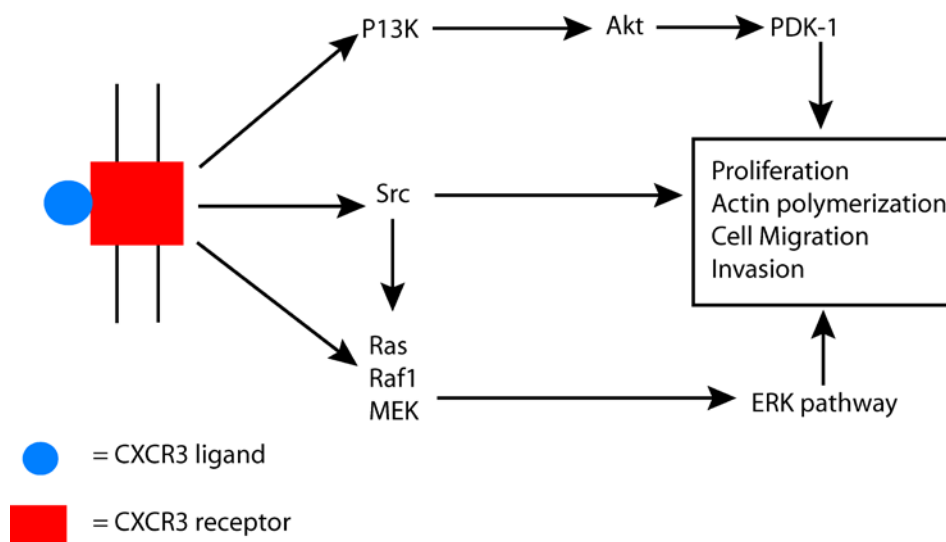 P13K
Akt
PDK-1
Src
Proliferation
Actin polymerization
Cell Migration
Invasion
Ras
Raf1
MEK
ERK pathway
= CXCR3 ligand
= CXCR3 receptor